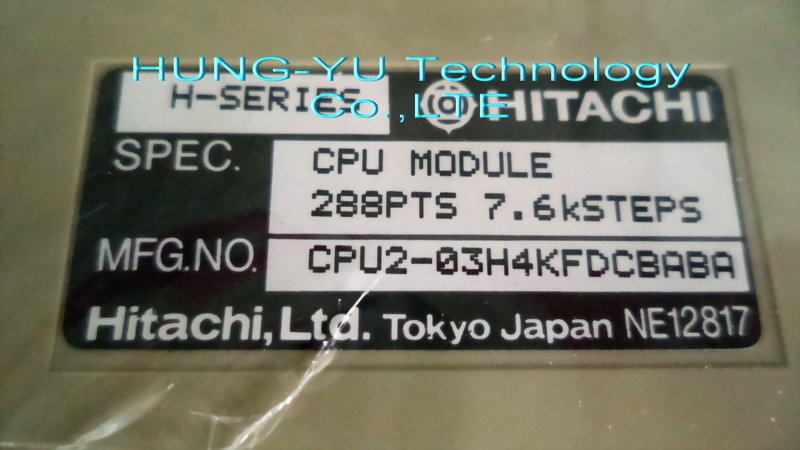 HUNG-YU Technology
Co.,LTE
H-SERIES HITACHI
SPEC. CPU MODULE
288PTS 7.6kSTEPS
MFG.NO. CPU2-03H4KFDCBABA
Hitachi,Ltd. Tokyo Japan NE12817